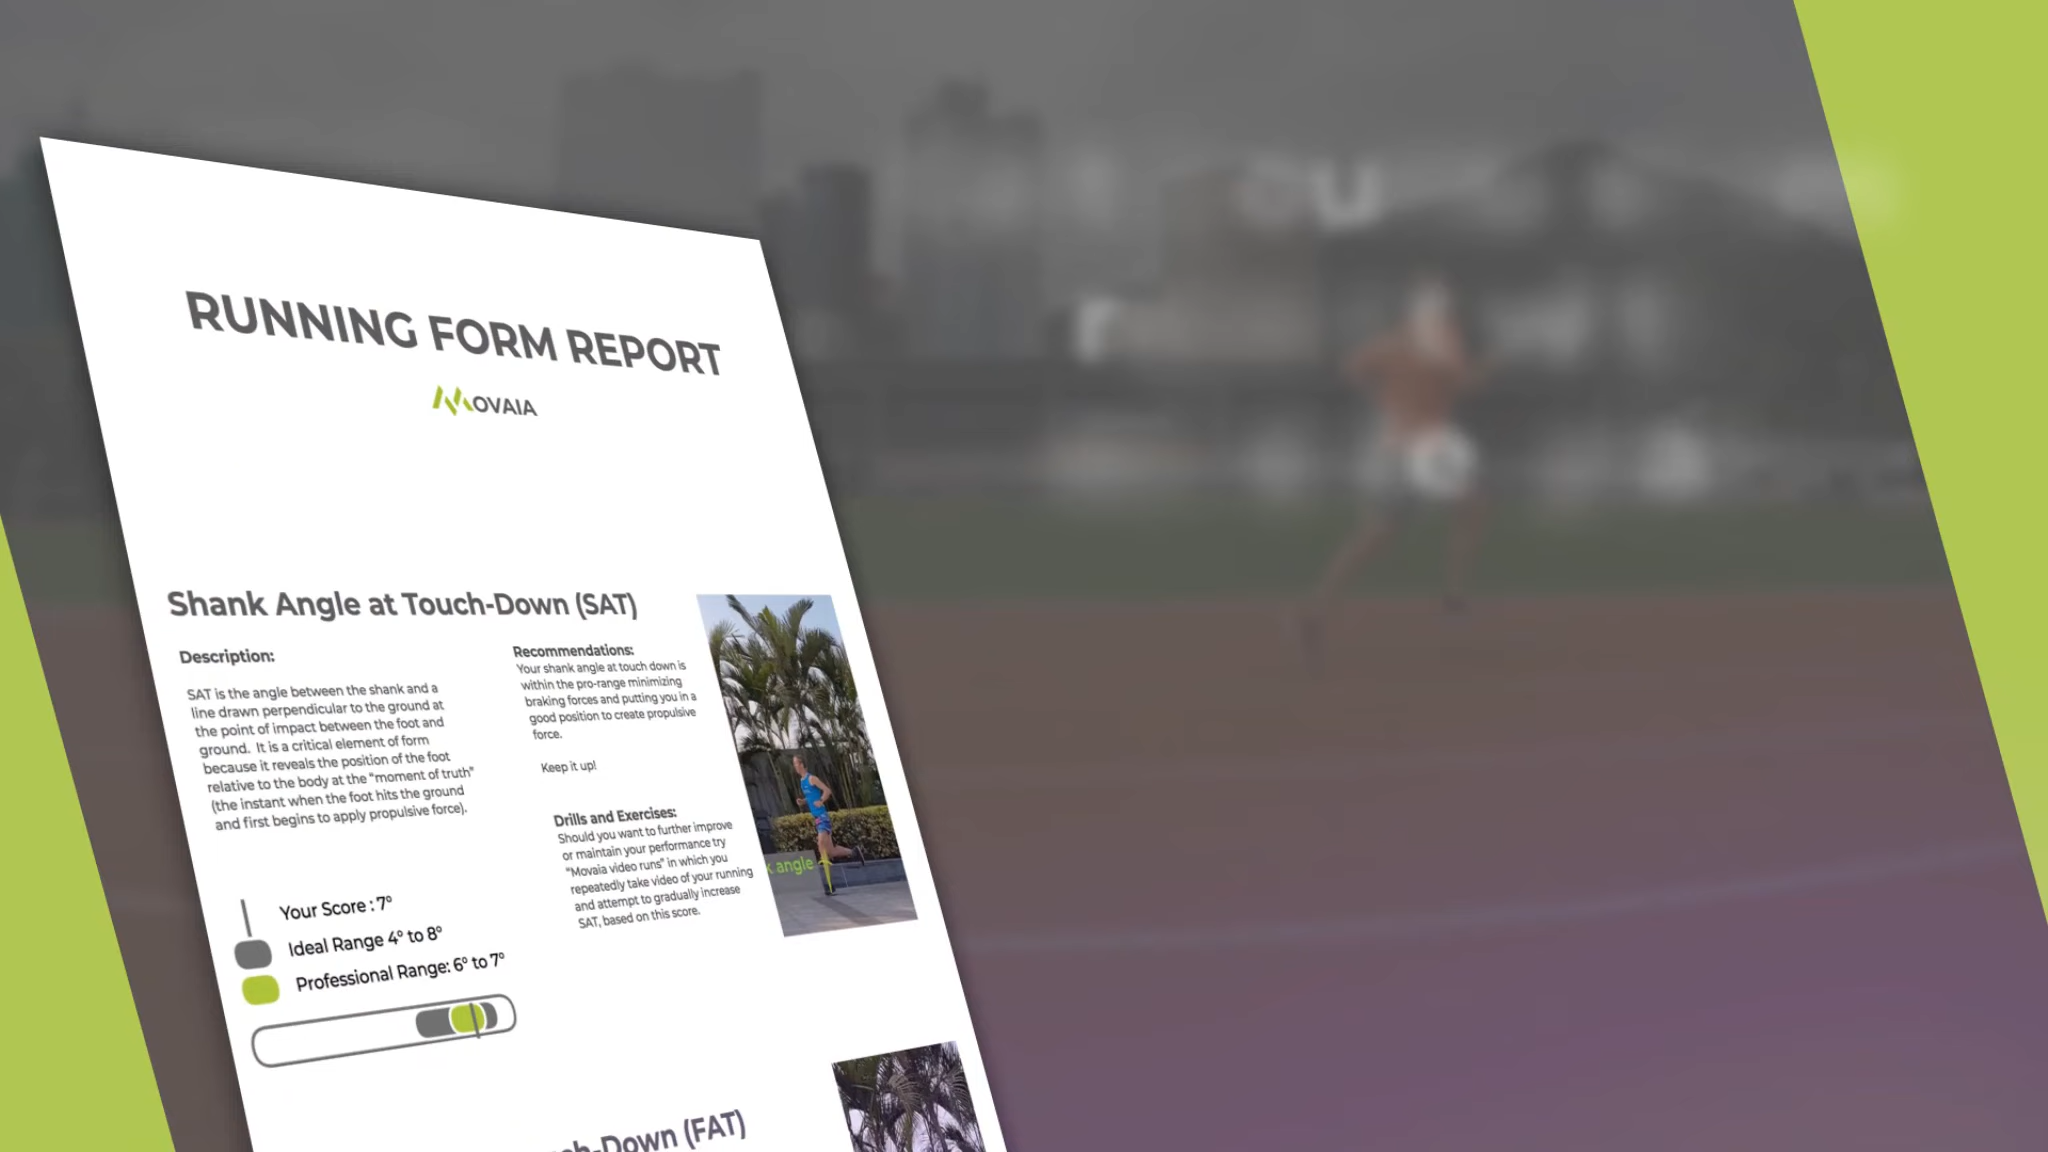 RUNNING FORM REPORT
MOVAIA
Shank Angle at Touch-Down (SAT)
Description:
SAT is the angle between the shank and a
line drawn perpendicular to the ground at
the point of impact between the foot and
ground. It is a critical element of form
because it reveals the position of the foot
relative to the body at the "moment of truth"
(the instant when the foot hits the ground
and first begins to apply propulsive force).
Recommendations:
Your shank angle at touch down is
within the pro-range minimizing
braking forces and putting you in a
good position to create propulsive
force.
Keep it up!
Drills and Exercises:
Should you want to further improve
or maintain your performance try
"Movaia video runs" in which you
repeatedly take video of your running
and attempt to gradually increase
SAT, based on this score.
k angle
Your Score : 7°
Ideal Range 4° to 8°
Professional Range: 6° to 7°
ch-Down (FAT)